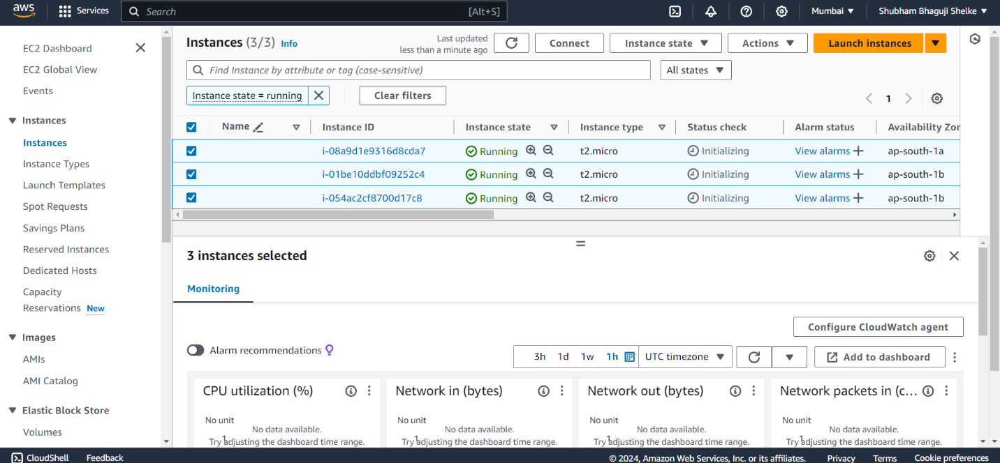 aws
Services
Search
[Alt+S]
Mumbai ▼
Shubham Bhaguji Shelke ▼
EC2 Dashboard
EC2 Global View
Events
Instances
Instances
Instance Types
Launch Templates
Spot Requests
Savings Plans
Reserved Instances
Dedicated Hosts
Capacity
Reservations New
Images
AMIs
AMI Catalog
Elastic Block Store
Volumes
Instances (3/3) Info
Last updated
less than a minute ago
Connect
Instance state
Actions
Launch instances
Find Instance by attribute or tag (case-sensitive)
All states
Instance state = running
Clear filters
1
Name Instance ID Instance state Instance type Status check Alarm status Availability Zon
i-08a9d1e9316d8cda7 Running t2.micro Initializing View alarms + ap-south-1a
i-01be10ddbf09252c4 Running t2.micro Initializing View alarms + ap-south-1b
i-054ac2cf8700d17c8 Running t2.micro Initializing View alarms + ap-south-1b
3 instances selected
Monitoring
Configure CloudWatch agent
Alarm recommendations
3h 1d 1w 1h
UTC timezone
Add to dashboard
CPU utilization (%)
No unit
No data available.
1
Try adjusting the dashboard time range.
Network in (bytes)
No unit
No data available.
1
Try adjusting the dashboard time range.
Network out (bytes)
No unit
No data available.
1
Try adjusting the dashboard time range.
Network packets in (c...
No unit
No data available.
1
Try adjusting the dashboard time range.
CloudShell
Feedback
© 2024, Amazon Web Services, Inc. or its affiliates.
Privacy
Terms
Cookie preferences